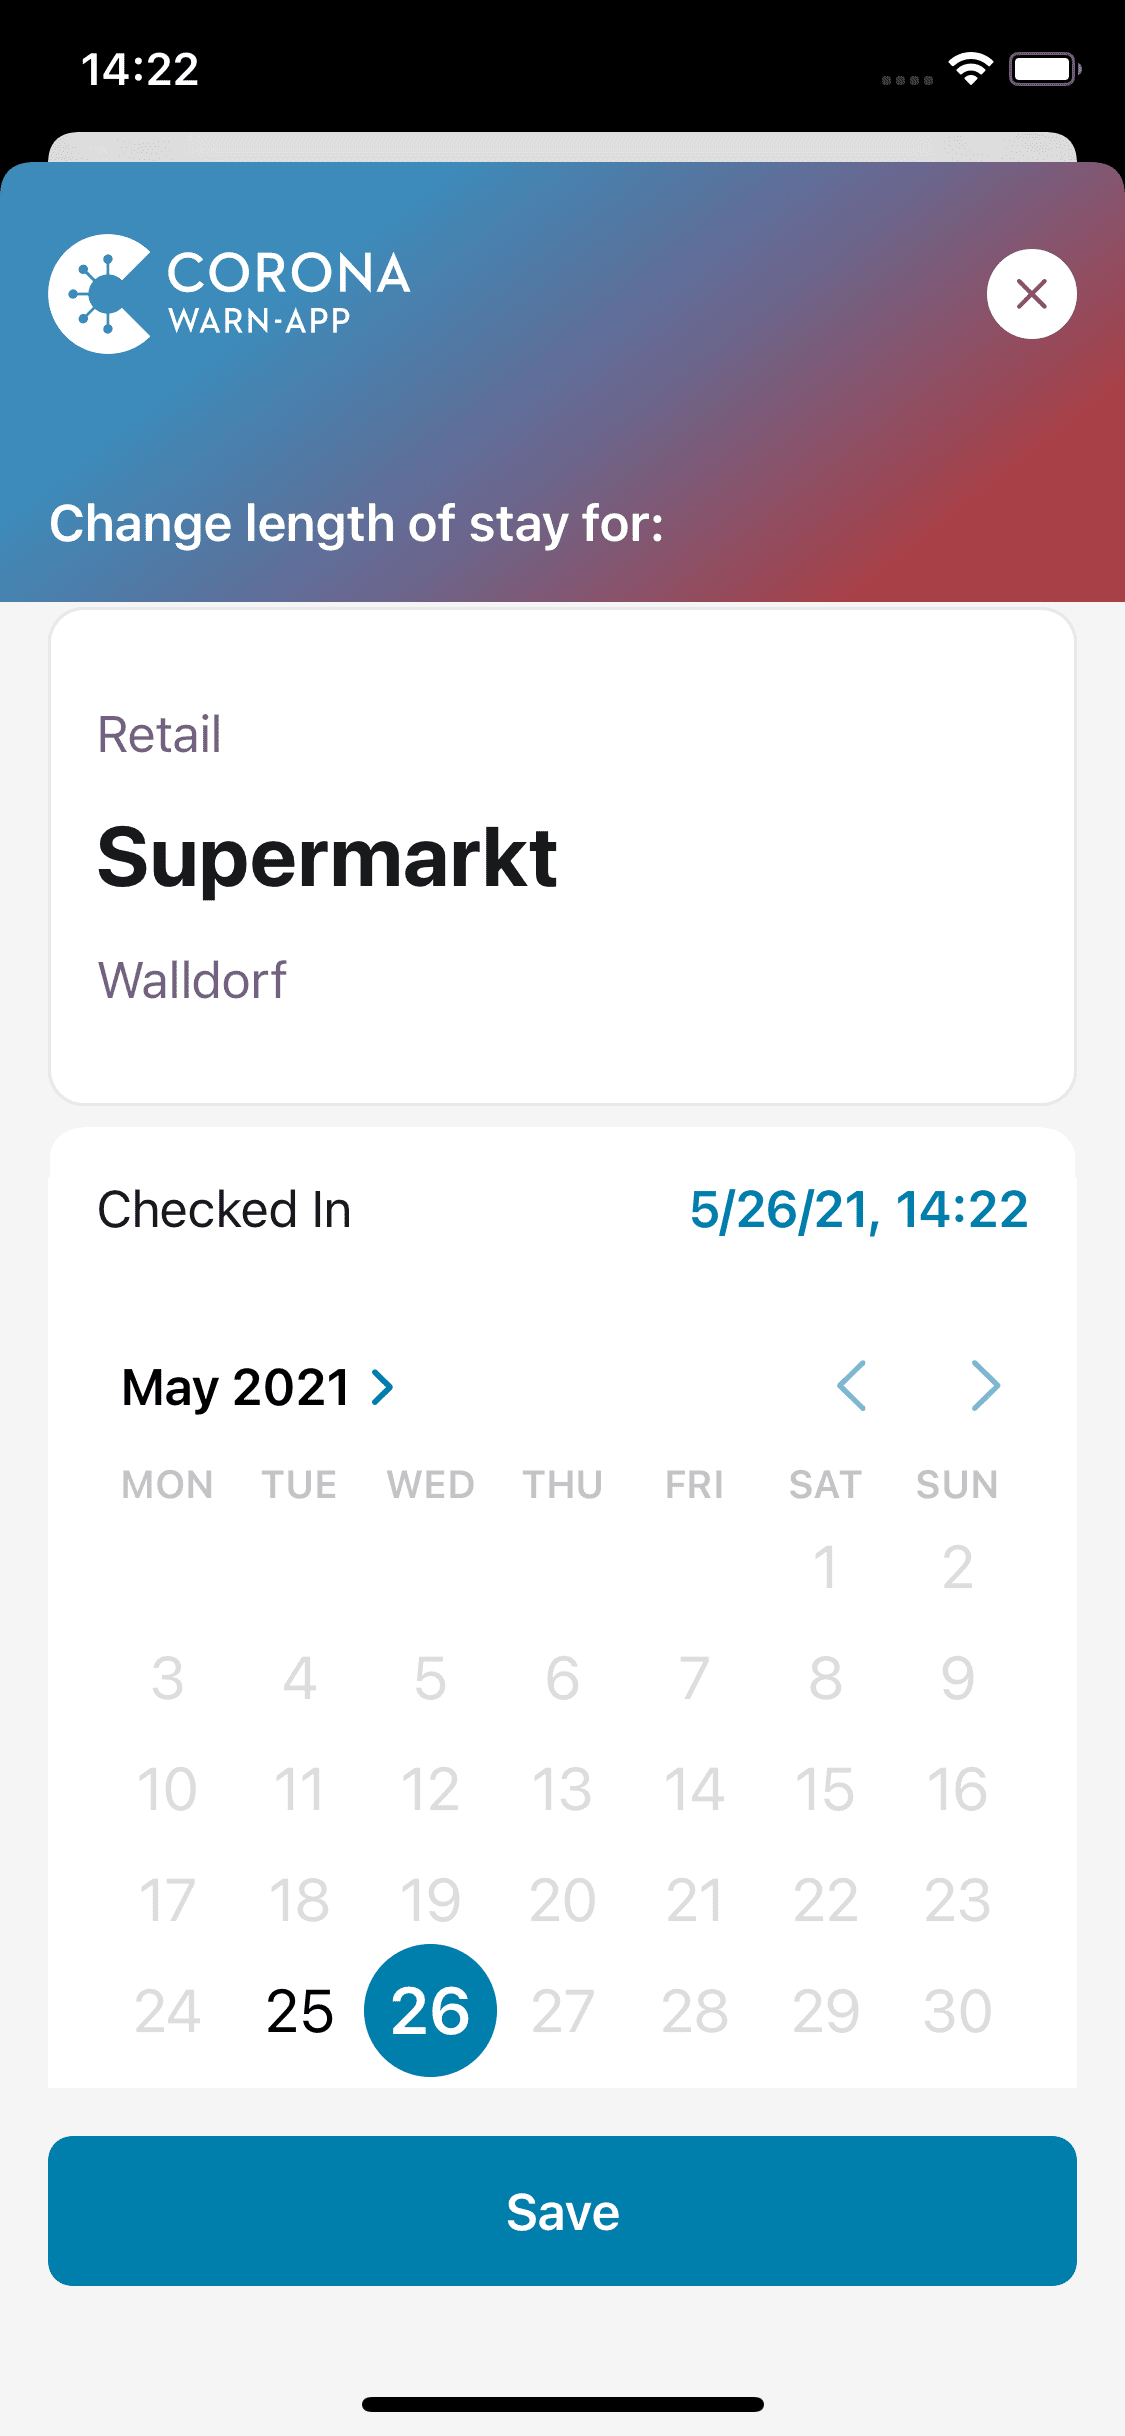 14:22
CORONA
WARN-APP
Change length of stay for:
Retail
Supermarkt
Walldorf
Checked In 5/26/21, 14:22
May 2021
MON TUE WED THU FRI SAT SUN
1 2
3 4 5 6 7 8 9
10 11 12 13 14 15 16
17 18 19 20 21 22 23
24 25 26 27 28 29 30
Save